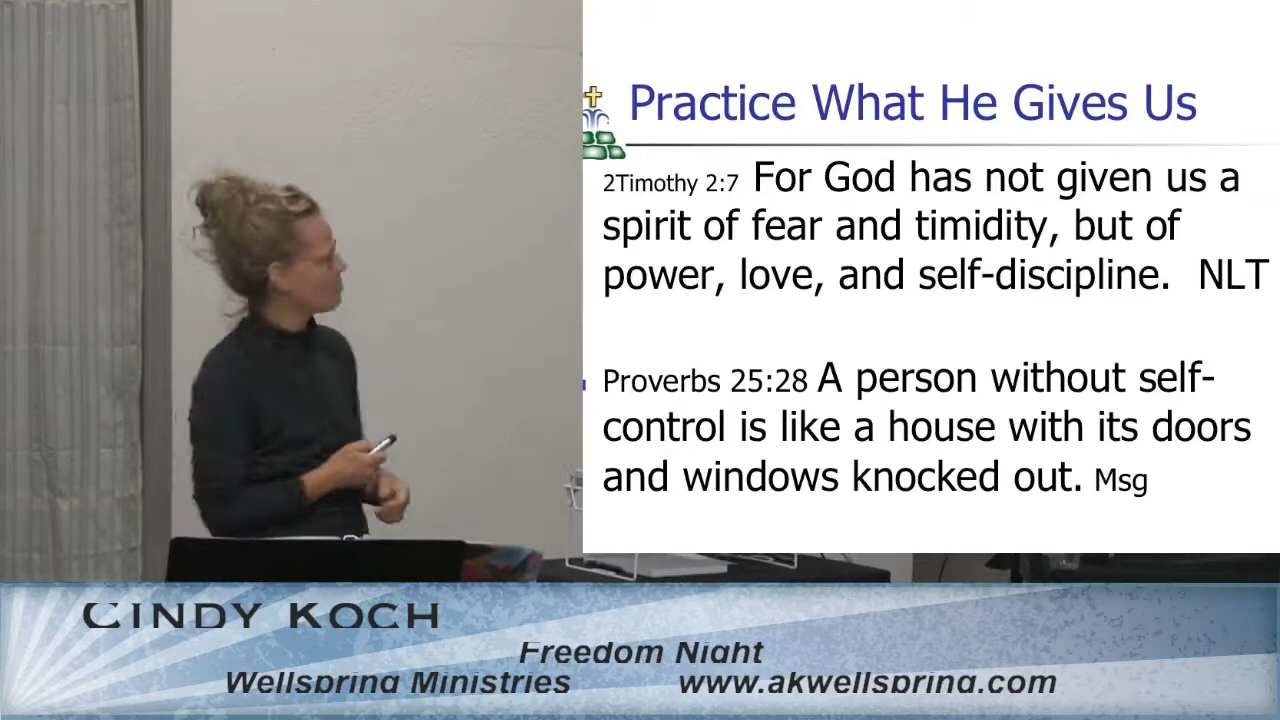 Practice What He Gives Us
2Timothy 2:7 For God has not given us a
spirit of fear and timidity, but of
power, love, and self-discipline. NLT
Proverbs 25:28 A person without self-
control is like a house with its doors
and windows knocked out. Msg
CINDY KOCH
Freedom Night
Wellspring Ministries www.akwellspring.com